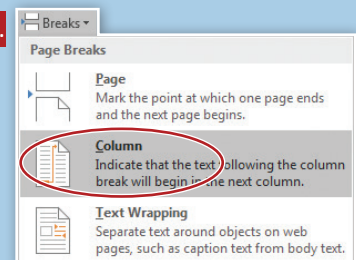 Breaks
Page Breaks
Page
Mark the point at which one page ends
and the next page begins.
Column
Indicate that the text following the column
break will begin in the next column.
Text Wrapping
Separate text around objects on web
pages, such as caption text from body text.